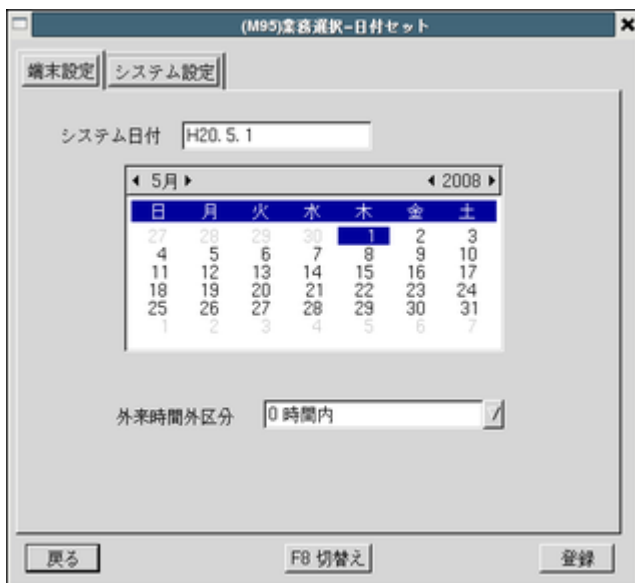 (M95)業務選択-日付セット
端末設定 システム設定
システム日付 H20. 5. 1
5月 2008
日 月 火 水 木 金 土
27 28 29 30 1 2 3
4 5 6 7 8 9 10
11 12 13 14 15 16 17
18 19 20 21 22 23 24
25 26 27 28 29 30 31
1 2 3 4 5 6 7
外来時間外区分 0 時間内
戻る F8 切替え 登録